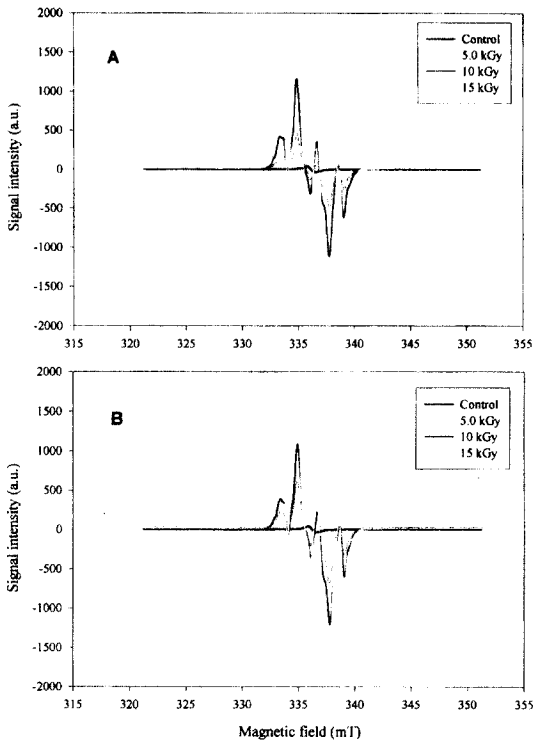 2000
1500
1000
500
0
-500
-1000
-1500
-2000
Signal intensity (a.u.)
A
Control
5.0 kGy
10 kGy
15 kGy
315 320 325 330 335 340 345 350 355
2000
1500
1000
500
0
-500
-1000
-1500
-2000
Signal intensity (a.u.)
B
Control
5.0 kGy
10 kGy
15 kGy
315 320 325 330 335 340 345 350 355
Magnetic field (mT)